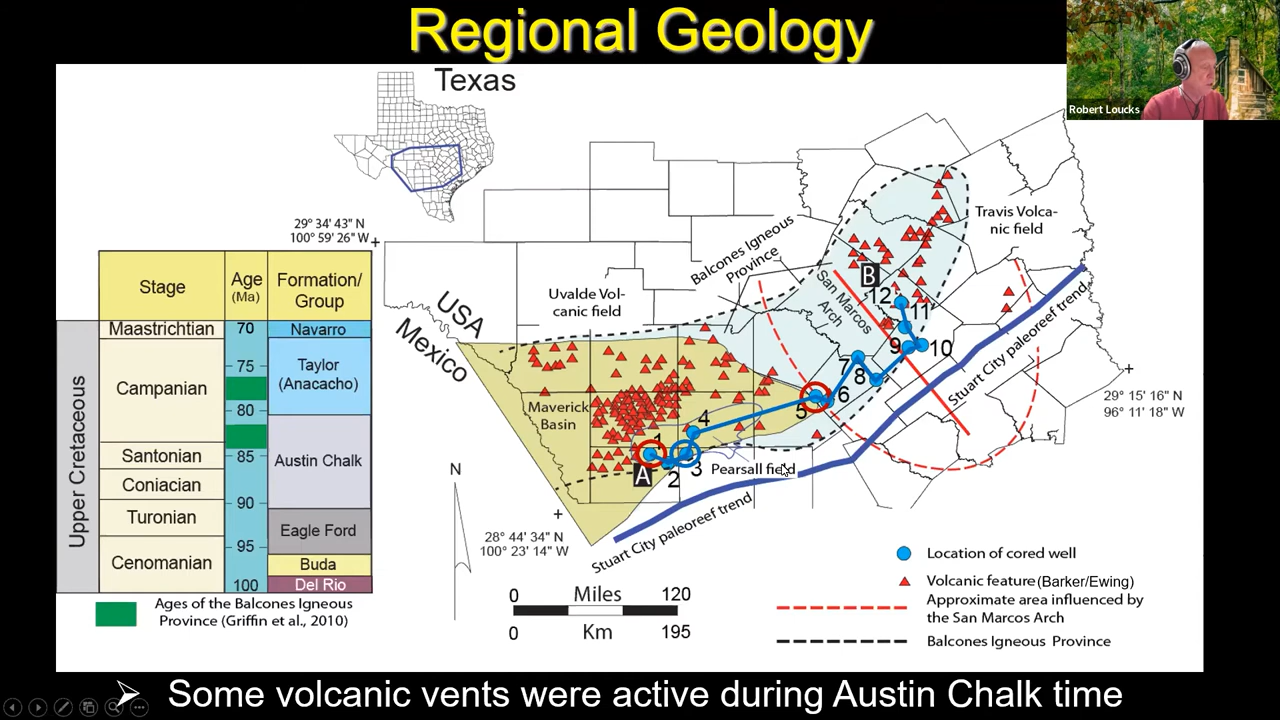 Regional Geology
Robert Loucks
Texas
29° 34' 43" N
100° 59' 26" W
Stage
Age
(Ma)
Formation/
Group
Upper Cretaceous
Maastrichtian
Campanian
Santonian
Coniacian
Turonian
Cenomanian
70
75
80
85
90
95
100
Navarro
Taylor
(Anacacho)
Austin Chalk
Eagle Ford
Buda
Del Rio
Ages of the Balcones Igneous
Province (Griffin et al., 2010)
USA
Mexico
Uvalde Vol-
canic field
Balcones Igneous
Province
Travis Volca-
nic field
San Marcos
Arch
B
12
11
9
10
7
8
6
5
4
1
3
2
A
Maverick
Basin
Pearsall field
Stuart City paleoreef trend
Stuart City paleoreef trend
29° 15' 16" N
96° 11' 18" W
28° 44' 34" N
100° 23' 14" W
N
0 Miles 120
0 Km 195
Location of cored well
Volcanic feature (Barker/Ewing)
Approximate area influenced by
the San Marcos Arch
Balcones Igneous Province
➢ Some volcanic vents were active during Austin Chalk time